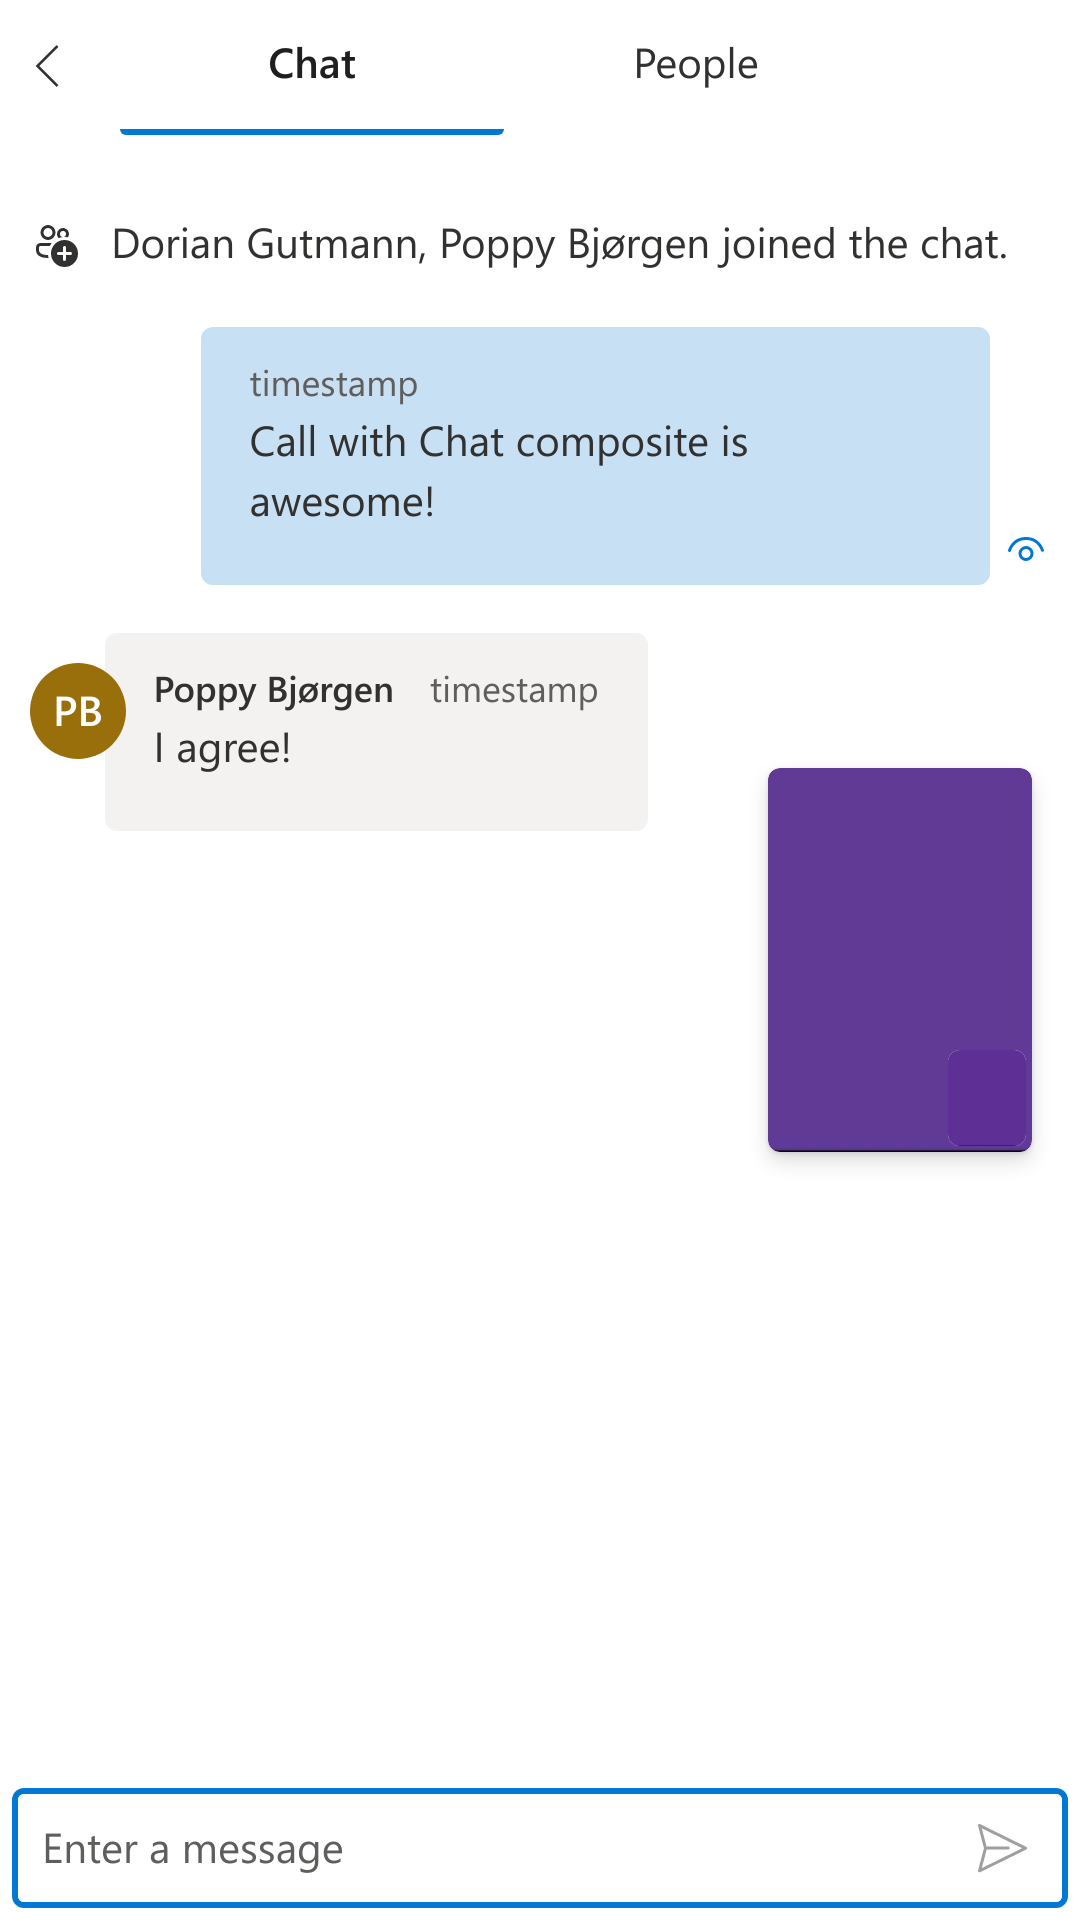 Chat
People
Dorian Gutmann, Poppy Bjørgen joined the chat.
timestamp
Call with Chat composite is
awesome!
PB
Poppy Bjørgen timestamp
I agree!
Enter a message